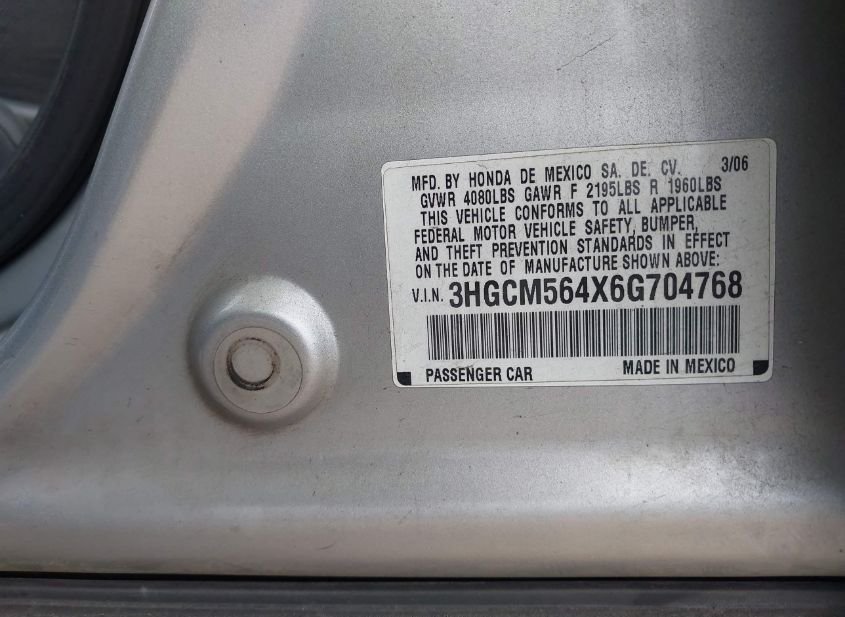 MFD. BY HONDA DE MEXICO SA. DE. CV. 3/06
GVWR 4080LBS GAWR F 2195LBS R 1960LBS
THIS VEHICLE CONFORMS TO ALL APPLICABLE
FEDERAL MOTOR VEHICLE SAFETY, BUMPER,
AND THEFT PREVENTION STANDARDS IN EFFECT
ON THE DATE OF MANUFACTURE SHOWN ABOVE:
V.I.N. 3HGCM564X6G704768
PASSENGER CAR MADE IN MEXICO